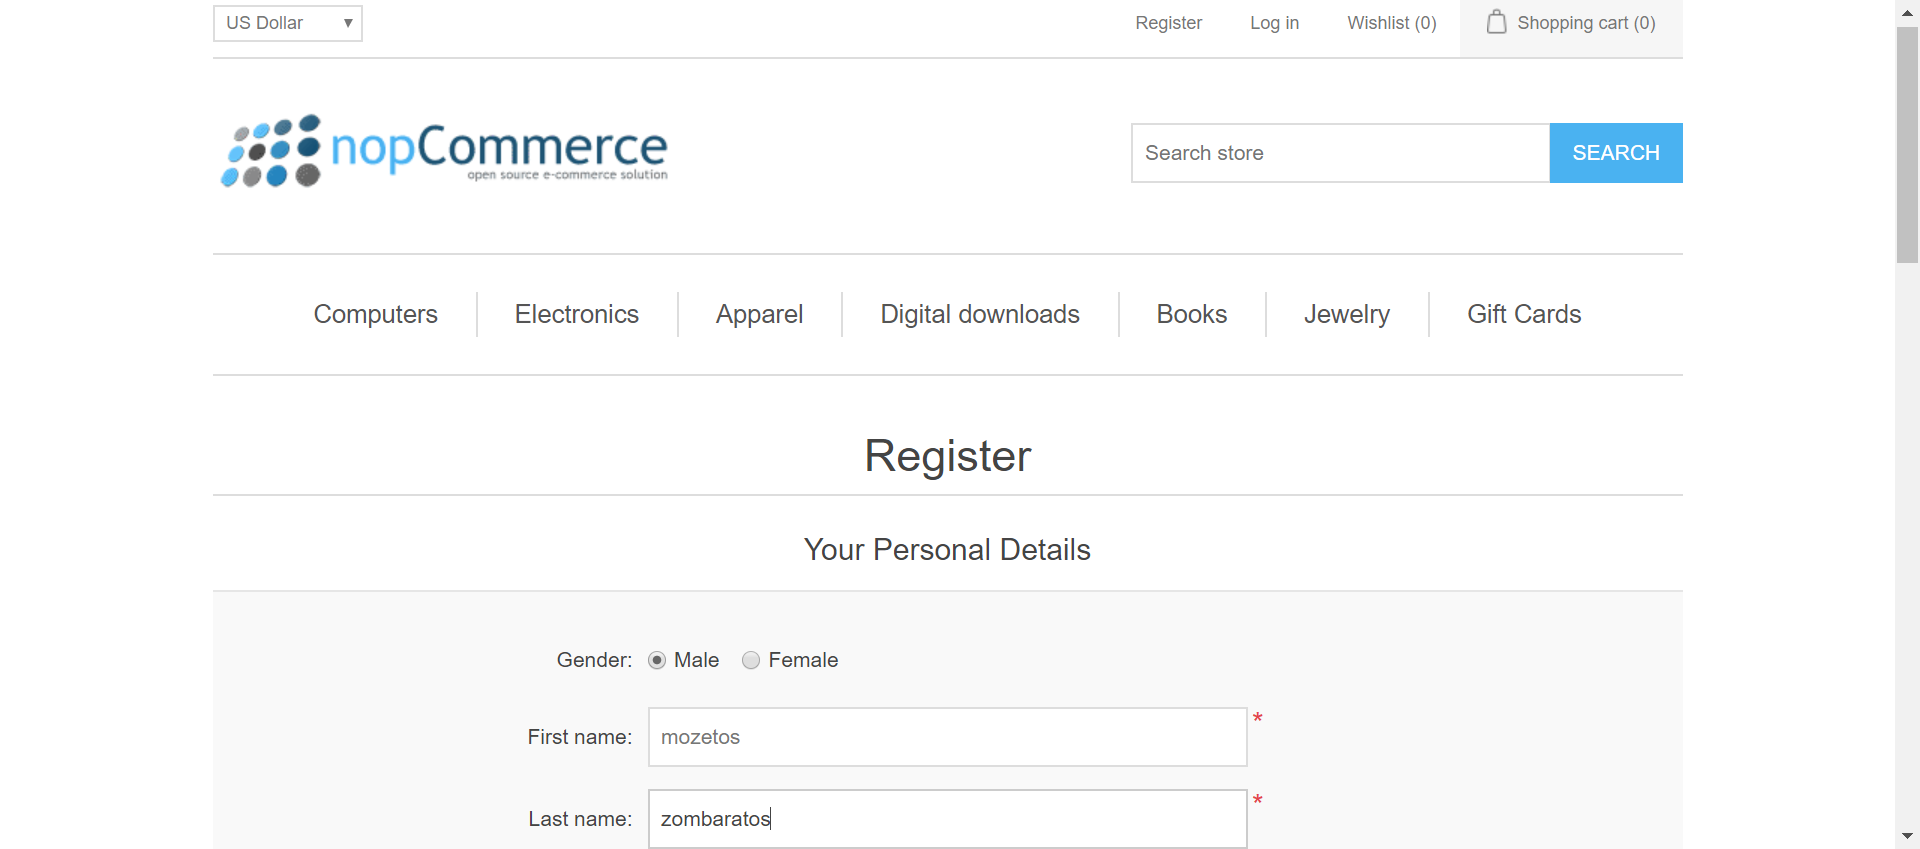 US Dollar ▼ Register Log in Wishlist (0) Shopping cart (0)
nopCommerce
open source e-commerce solution
Search store SEARCH
Computers Electronics Apparel Digital downloads Books Jewelry Gift Cards
Register
Your Personal Details
Gender: Male Female
First name: mozetos *
Last name: zombaratos *